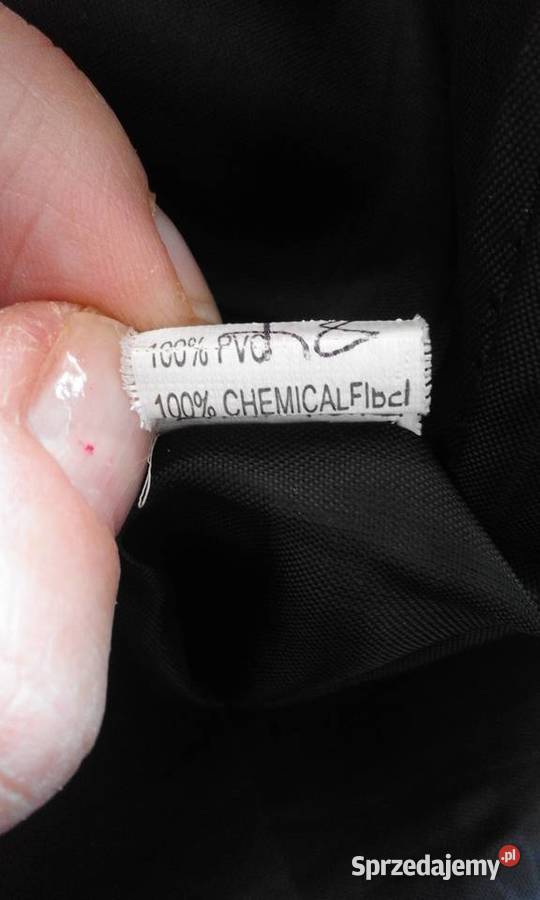 100% PVC
100% CHEMICALFIbcl
Sprzedajemy.pl